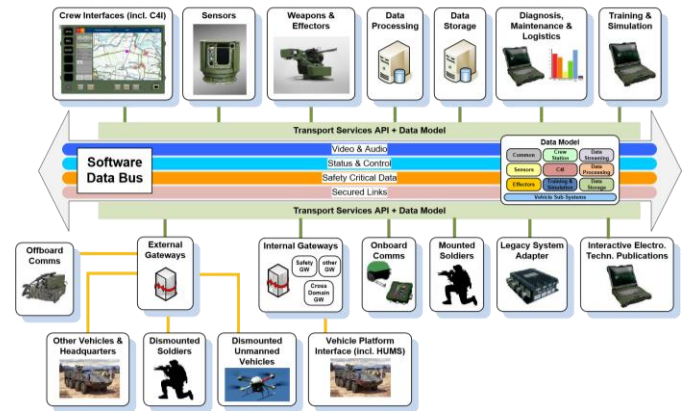 Crew Interfaces (incl. C4I)
Sensors
Weapons &
Effectors
Data
Processing
Data
Storage
Diagnosis,
Maintenance &
Logistics
Training &
Simulation
Transport Services API + Data Model
Software
Data Bus
Video & Audio
Status & Control
Safety Critical Data
Secured Links
Data Model
Common
Crew
Station
Data
Streaming
Sensors
C4I
Data
Processing
Effectors
Training &
Simulation
Data
Storage
Vehicle Sub-Systems
Transport Services API + Data Model
Offboard
Comms
External
Gateways
Internal Gateways
Safety
GW
other
GW
Cross
Domain
GW
Onboard
Comms
Mounted
Soldiers
Legacy System
Adapter
Interactive Electro.
Techn. Publications
Other Vehicles &
Headquarters
Dismounted
Soldiers
Dismounted
Unmanned
Vehicles
Vehicle Platform
Interface (incl. HUMS)